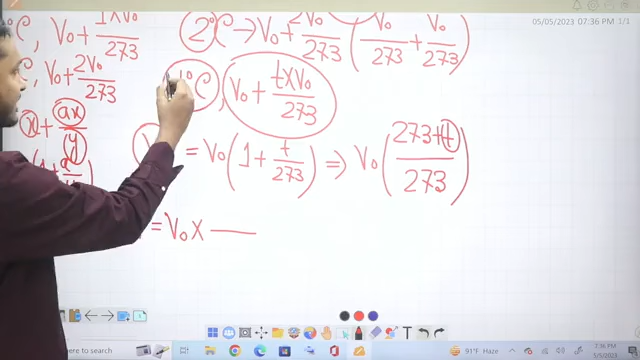 05/05/2023 7:36 PM 1/1
°C, V₀ + 1×V₀/273
2°C → V₀ + 2V₀/273 (V₀/273 + V₀/273)
C, V₀ + 2V₀/273
t°C, V₀ + t×V₀/273
x + ax/y
= V₀(1 + t/273) ⇒ V₀(273+t/273)
= V₀ ×
here to search
91°F Haze
7:36 PM
5/5/2023